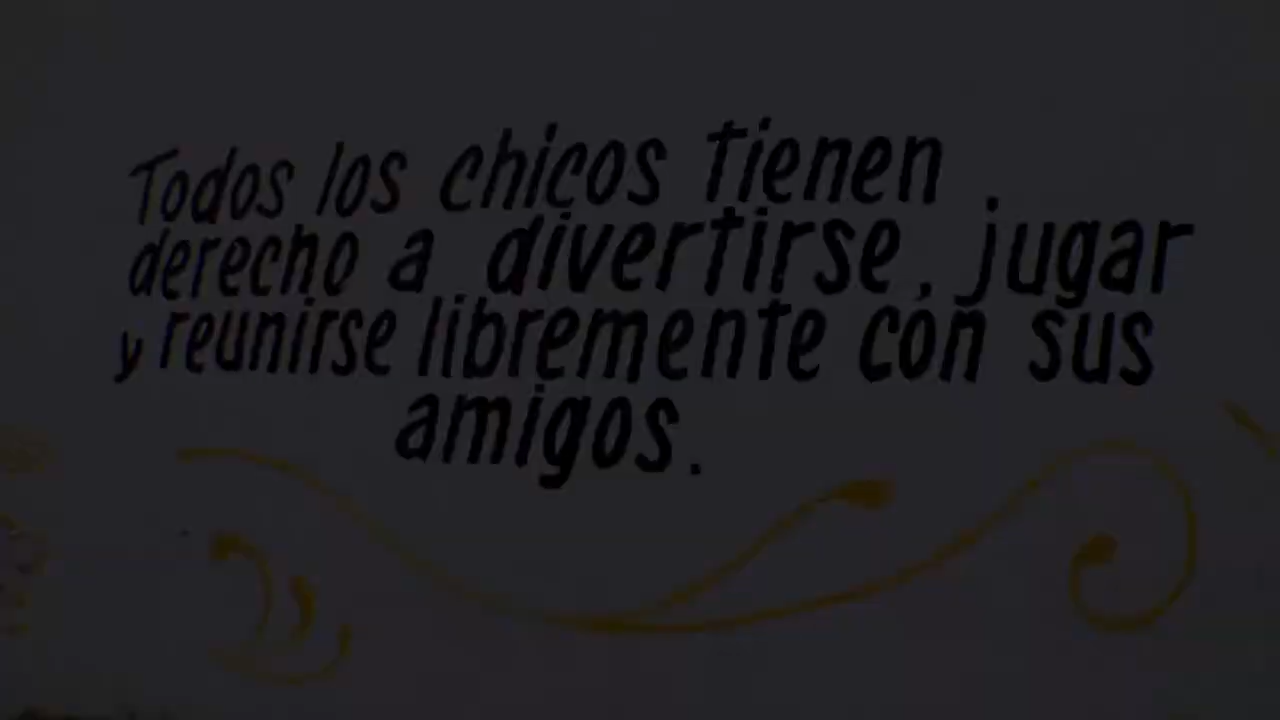 Todos los chicos tienen
derecho a divertirse, jugar
y reunirse libremente con sus
amigos.